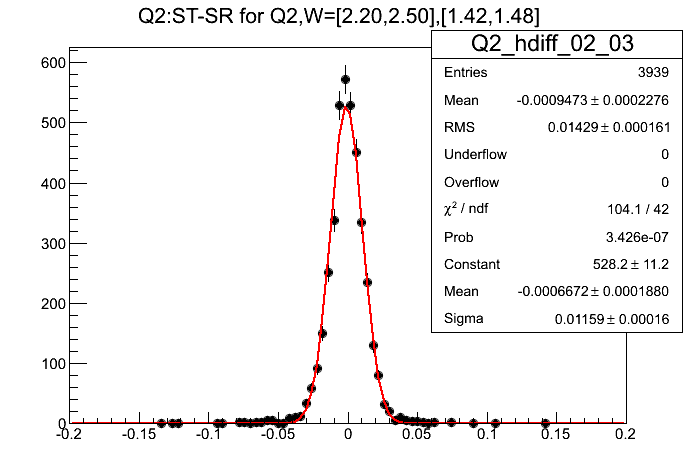 Q2:ST-SR for Q2,W=[2.20,2.50],[1.42,1.48]
Q2_hdiff_02_03
Entries 3939
Mean -0.0009473 ± 0.0002276
RMS 0.01429 ± 0.000161
Underflow 0
Overflow 0
χ² / ndf 104.1 / 42
Prob 3.426e-07
Constant 528.2 ± 11.2
Mean -0.0006672 ± 0.0001880
Sigma 0.01159 ± 0.00016
600
500
400
300
200
100
0
-0.2 -0.15 -0.1 -0.05 0 0.05 0.1 0.15 0.2